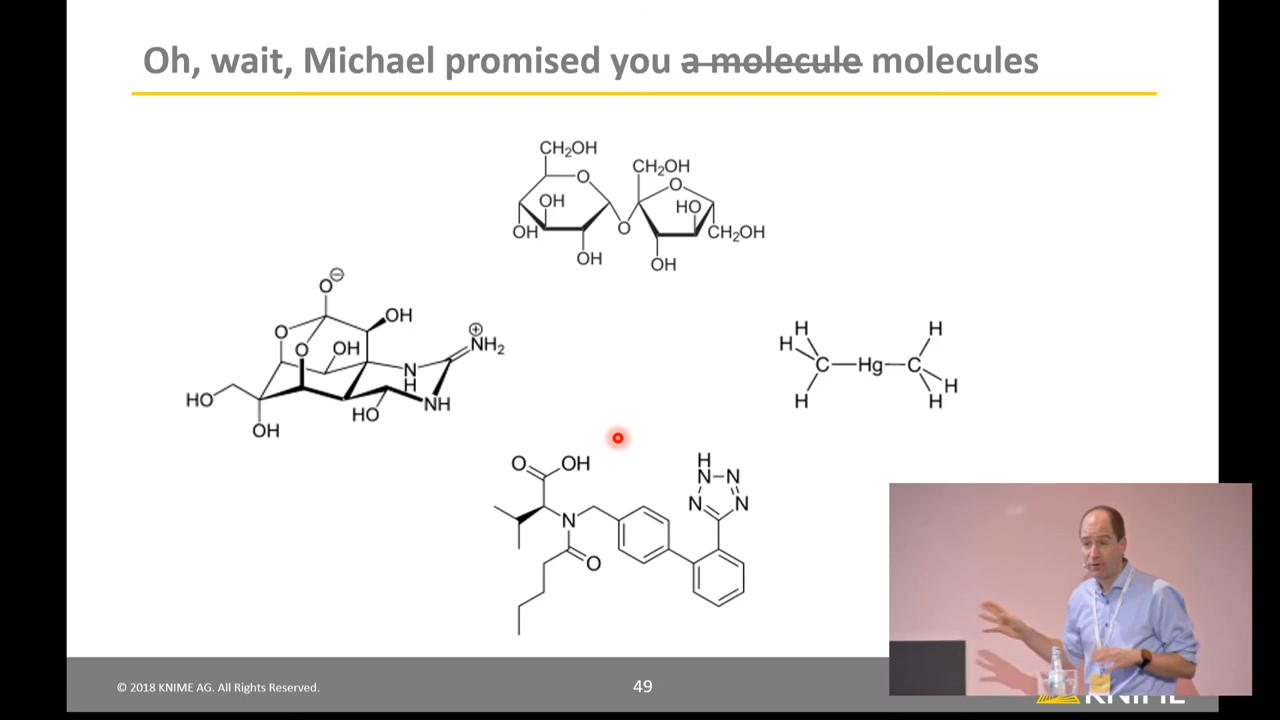 Oh, wait, Michael promised you a molecule molecules
CH₂OH
O
OH
OH
OH
O
CH₂OH
O
HO
CH₂OH
OH
O⊖
O
O
OH
OH
⊕
NH₂
N
H
NH
HO
HO
OH
H
H
C
H
Hg
C
H
H
H
O
OH
N
O
H
N
N
N
N
© 2018 KNIME AG. All Rights Reserved.
49
KNIME